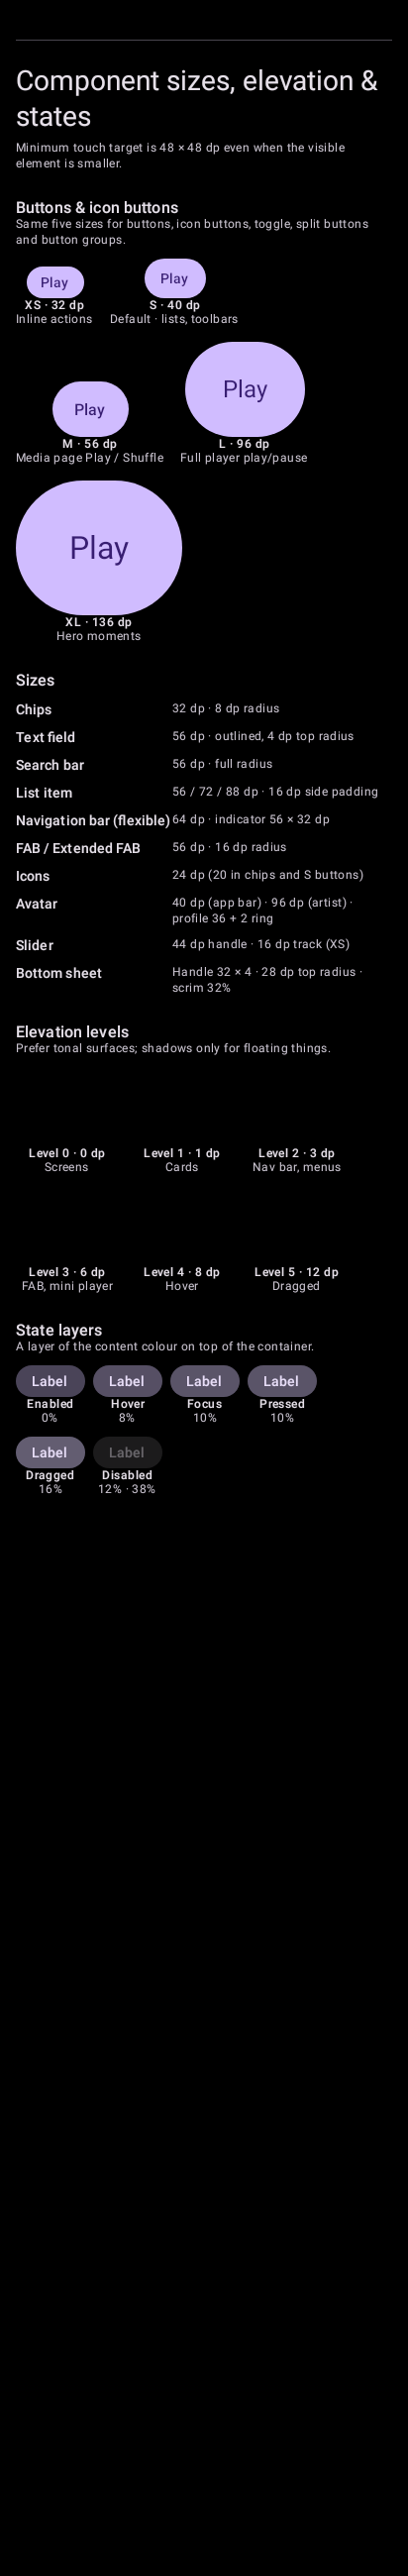 Component sizes, elevation &
states
Minimum touch target is 48 × 48 dp even when the visible
element is smaller.
Buttons & icon buttons
Same five sizes for buttons, icon buttons, toggle, split buttons
and button groups.
Play
Play
XS · 32 dp
S · 40 dp
Inline actions
Default · lists, toolbars
Play
Play
M · 56 dp
L · 96 dp
Media page Play / Shuffle
Full player play/pause
Play
XL · 136 dp
Hero moments
Sizes
Chips 32 dp · 8 dp radius
Text field 56 dp · outlined, 4 dp top radius
Search bar 56 dp · full radius
List item 56 / 72 / 88 dp · 16 dp side padding
Navigation bar (flexible) 64 dp · indicator 56 × 32 dp
FAB / Extended FAB 56 dp · 16 dp radius
Icons 24 dp (20 in chips and S buttons)
Avatar 40 dp (app bar) · 96 dp (artist) ·
profile 36 + 2 ring
Slider 44 dp handle · 16 dp track (XS)
Bottom sheet Handle 32 × 4 · 28 dp top radius ·
scrim 32%
Elevation levels
Prefer tonal surfaces; shadows only for floating things.
Level 0 · 0 dp
Level 1 · 1 dp
Level 2 · 3 dp
Screens
Cards
Nav bar, menus
Level 3 · 6 dp
Level 4 · 8 dp
Level 5 · 12 dp
FAB, mini player
Hover
Dragged
State layers
A layer of the content colour on top of the container.
Label
Label
Label
Label
Enabled
Hover
Focus
Pressed
0%
8%
10%
10%
Label
Label
Dragged
Disabled
16%
12% · 38%